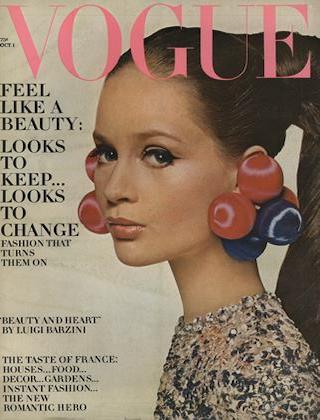 VOGUE
75¢
OCT. 1
FEEL
LIKE A
BEAUTY:
LOOKS
TO
KEEP...
LOOKS
TO
CHANGE
FASHION THAT
TURNS
THEM ON
"BEAUTY AND HEART"
BY LUIGI BARZINI
THE TASTE OF FRANCE:
HOUSES...FOOD...
DECOR...GARDENS...
INSTANT FASHION...
THE NEW
ROMANTIC HERO